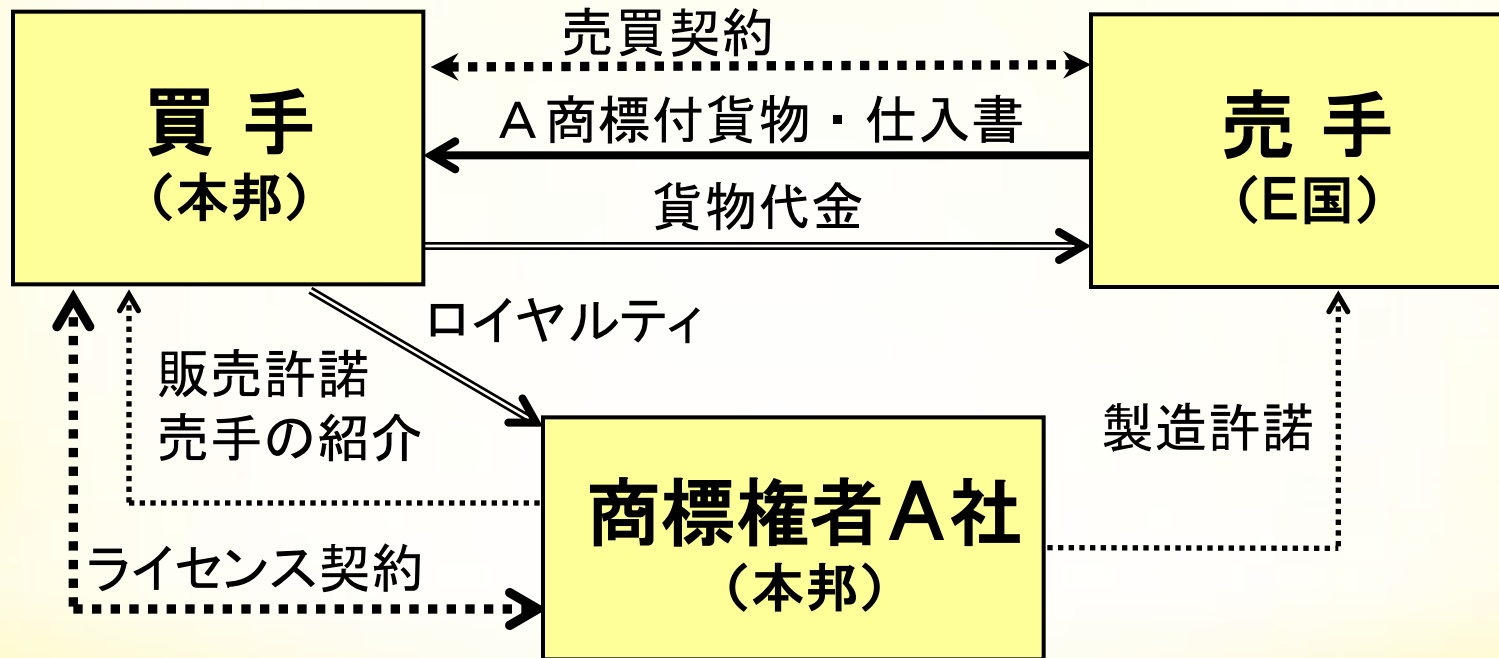 売買契約
買 手
（本邦）
Ａ商標付貨物・仕入書
売 手
（E国）
貨物代金
ロイヤルティ
販売許諾
売手の紹介
製造許諾
商標権者Ａ社
（本邦）
ライセンス契約